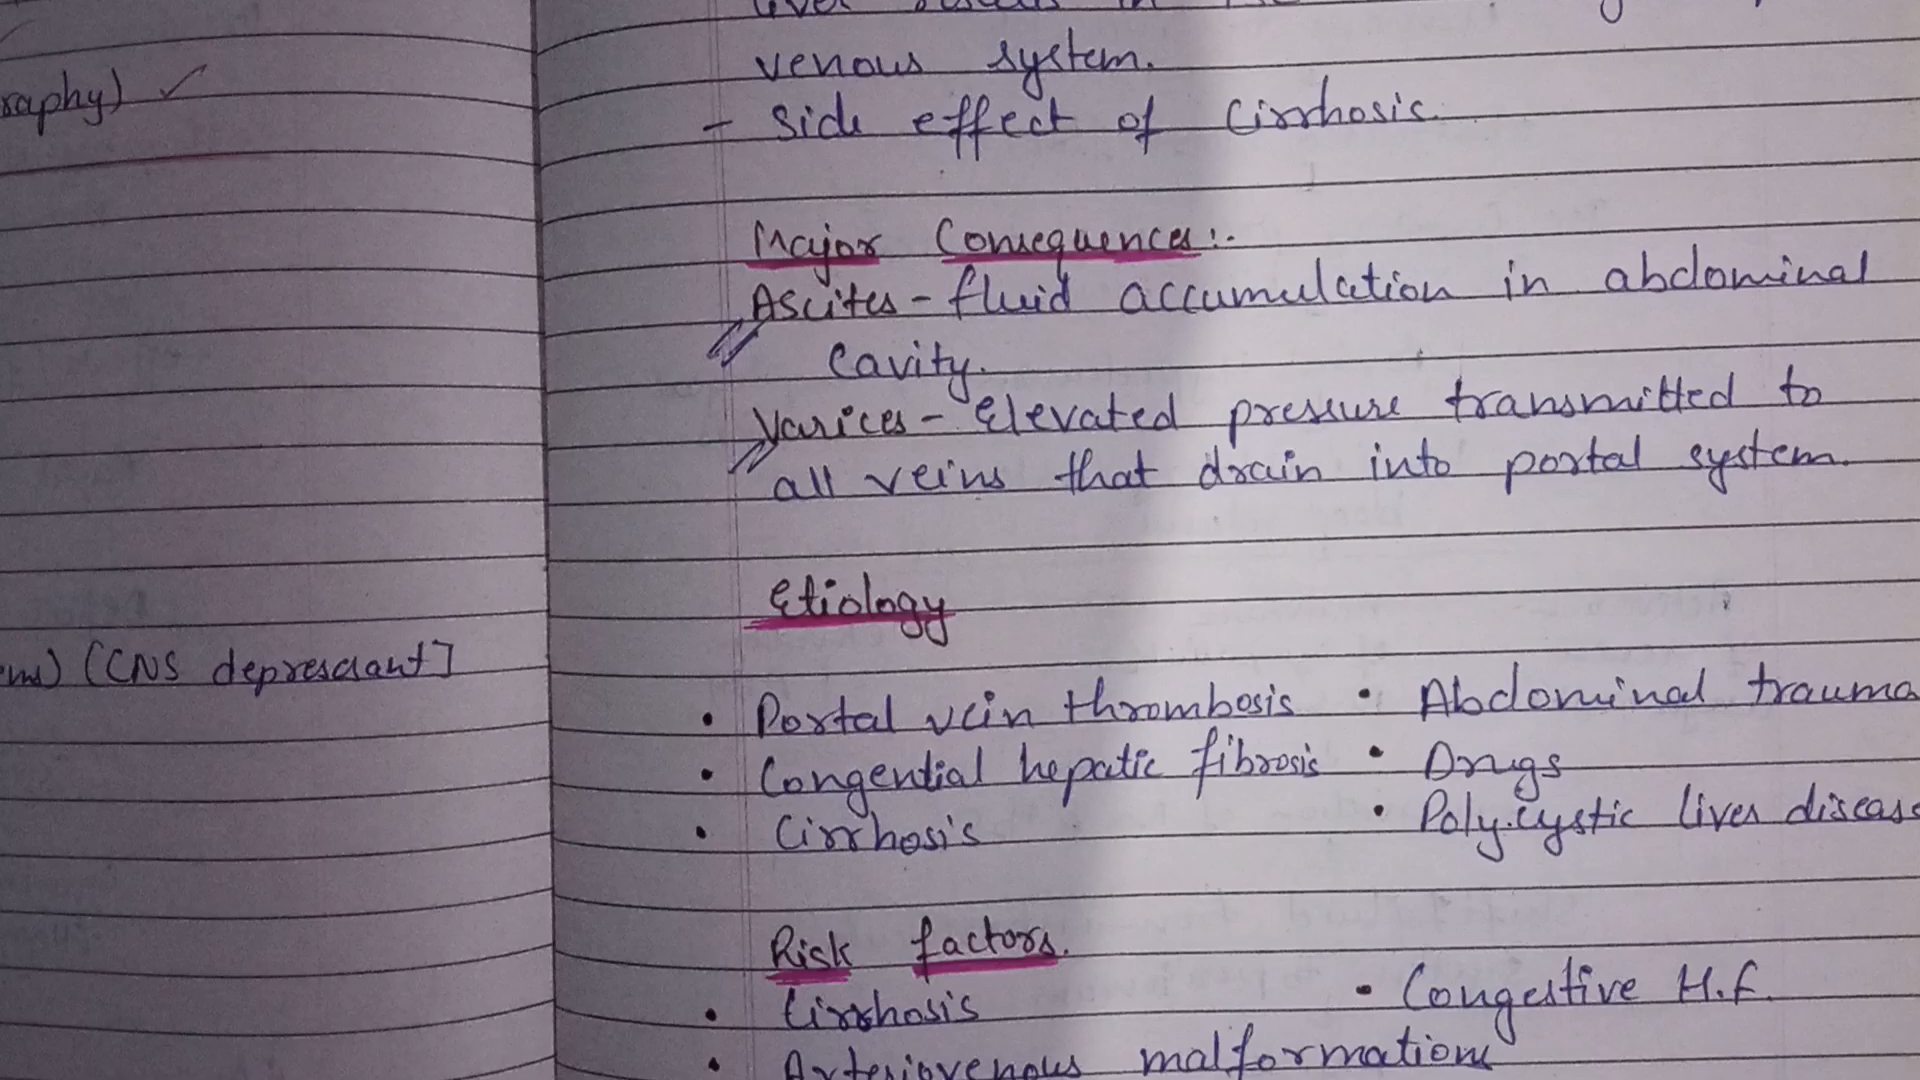 raphy) ✓
(CNS depressant]
venous system.
- Side effect of Cirrhosis.
Major Consequences:-
Ascites - fluid accumulation in abdominal
Cavity.
Varices - Elevated pressure transmitted to
all veins that drain into portal system.
Etiology
• Portal vein thrombosis • Abdominal trauma
• Congential hepatic fibrosis • Drugs
• Cirrhosis • Polycystic liver diseas
Risk factors.
• Cirrhosis • Congestive H.F.
• Arteriovenous malformations